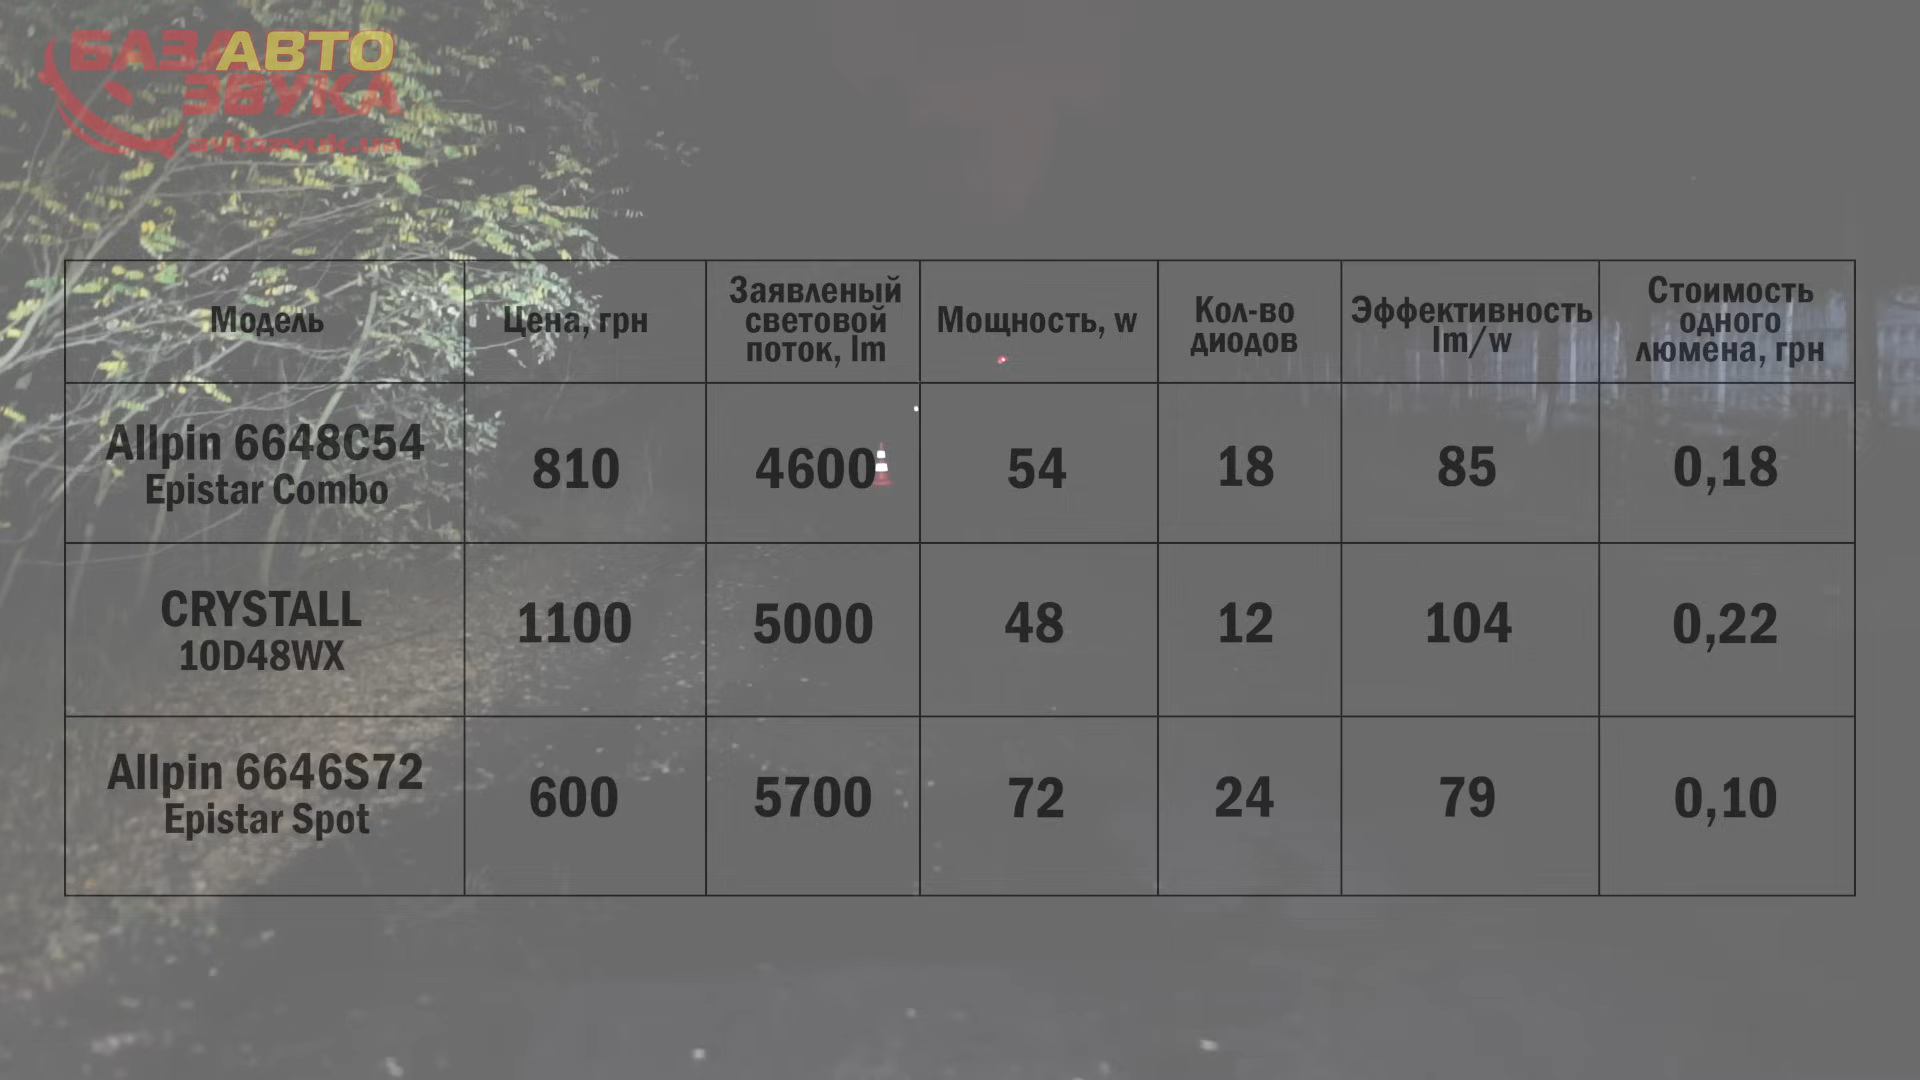 БАЗА АВТО
ЗВУКА
avtozvuk.ua
Модель
Цена, грн
Заявленый
световой
поток, lm
Мощность, w
Кол-во
диодов
Эффективность
lm/w
Стоимость
одного
люмена, грн
Allpin 6648C54
Epistar Combo
810
4600
54
18
85
0,18
CRYSTALL
10D48WX
1100
5000
48
12
104
0,22
Allpin 6646S72
Epistar Spot
600
5700
72
24
79
0,10